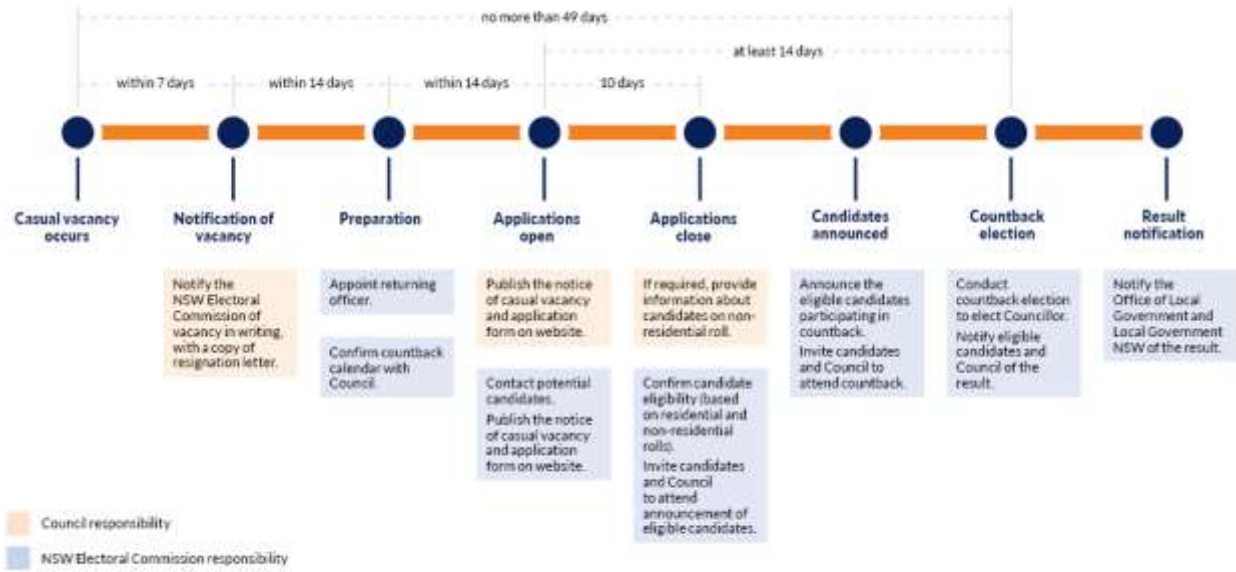 no more than 49 days
at least 14 days
within 7 days
within 14 days
within 14 days
10 days
Casual vacancy
occurs
Notification of
vacancy
Preparation
Applications
open
Applications
close
Candidates
announced
Countback
election
Result
notification
Notify the
NSW Electoral
Commission of
vacancy in writing,
with a copy of
resignation letter.
Appoint returning
officer.
Confirm countback
calendar with
Council.
Publish the notice
of casual vacancy
and application
form on website.
Contact potential
candidates.
Publish the notice
of casual vacancy
and application
form on website.
If required, provide
information about
candidates on non-
residential roll.
Confirm candidate
eligibility (based
on residential and
non-residential
rolls).
Invite candidates
and Council
to attend
announcement of
eligible candidates.
Announce the
eligible candidates
participating in
countback.
Invite candidates
and Council to
attend countback.
Conduct
countback election
to elect Councillor.
Notify eligible
candidates and
Council of the
result.
Notify the
Office of Local
Government and
Local Government
NSW of the result.
Council responsibility
NSW Electoral Commission responsibility